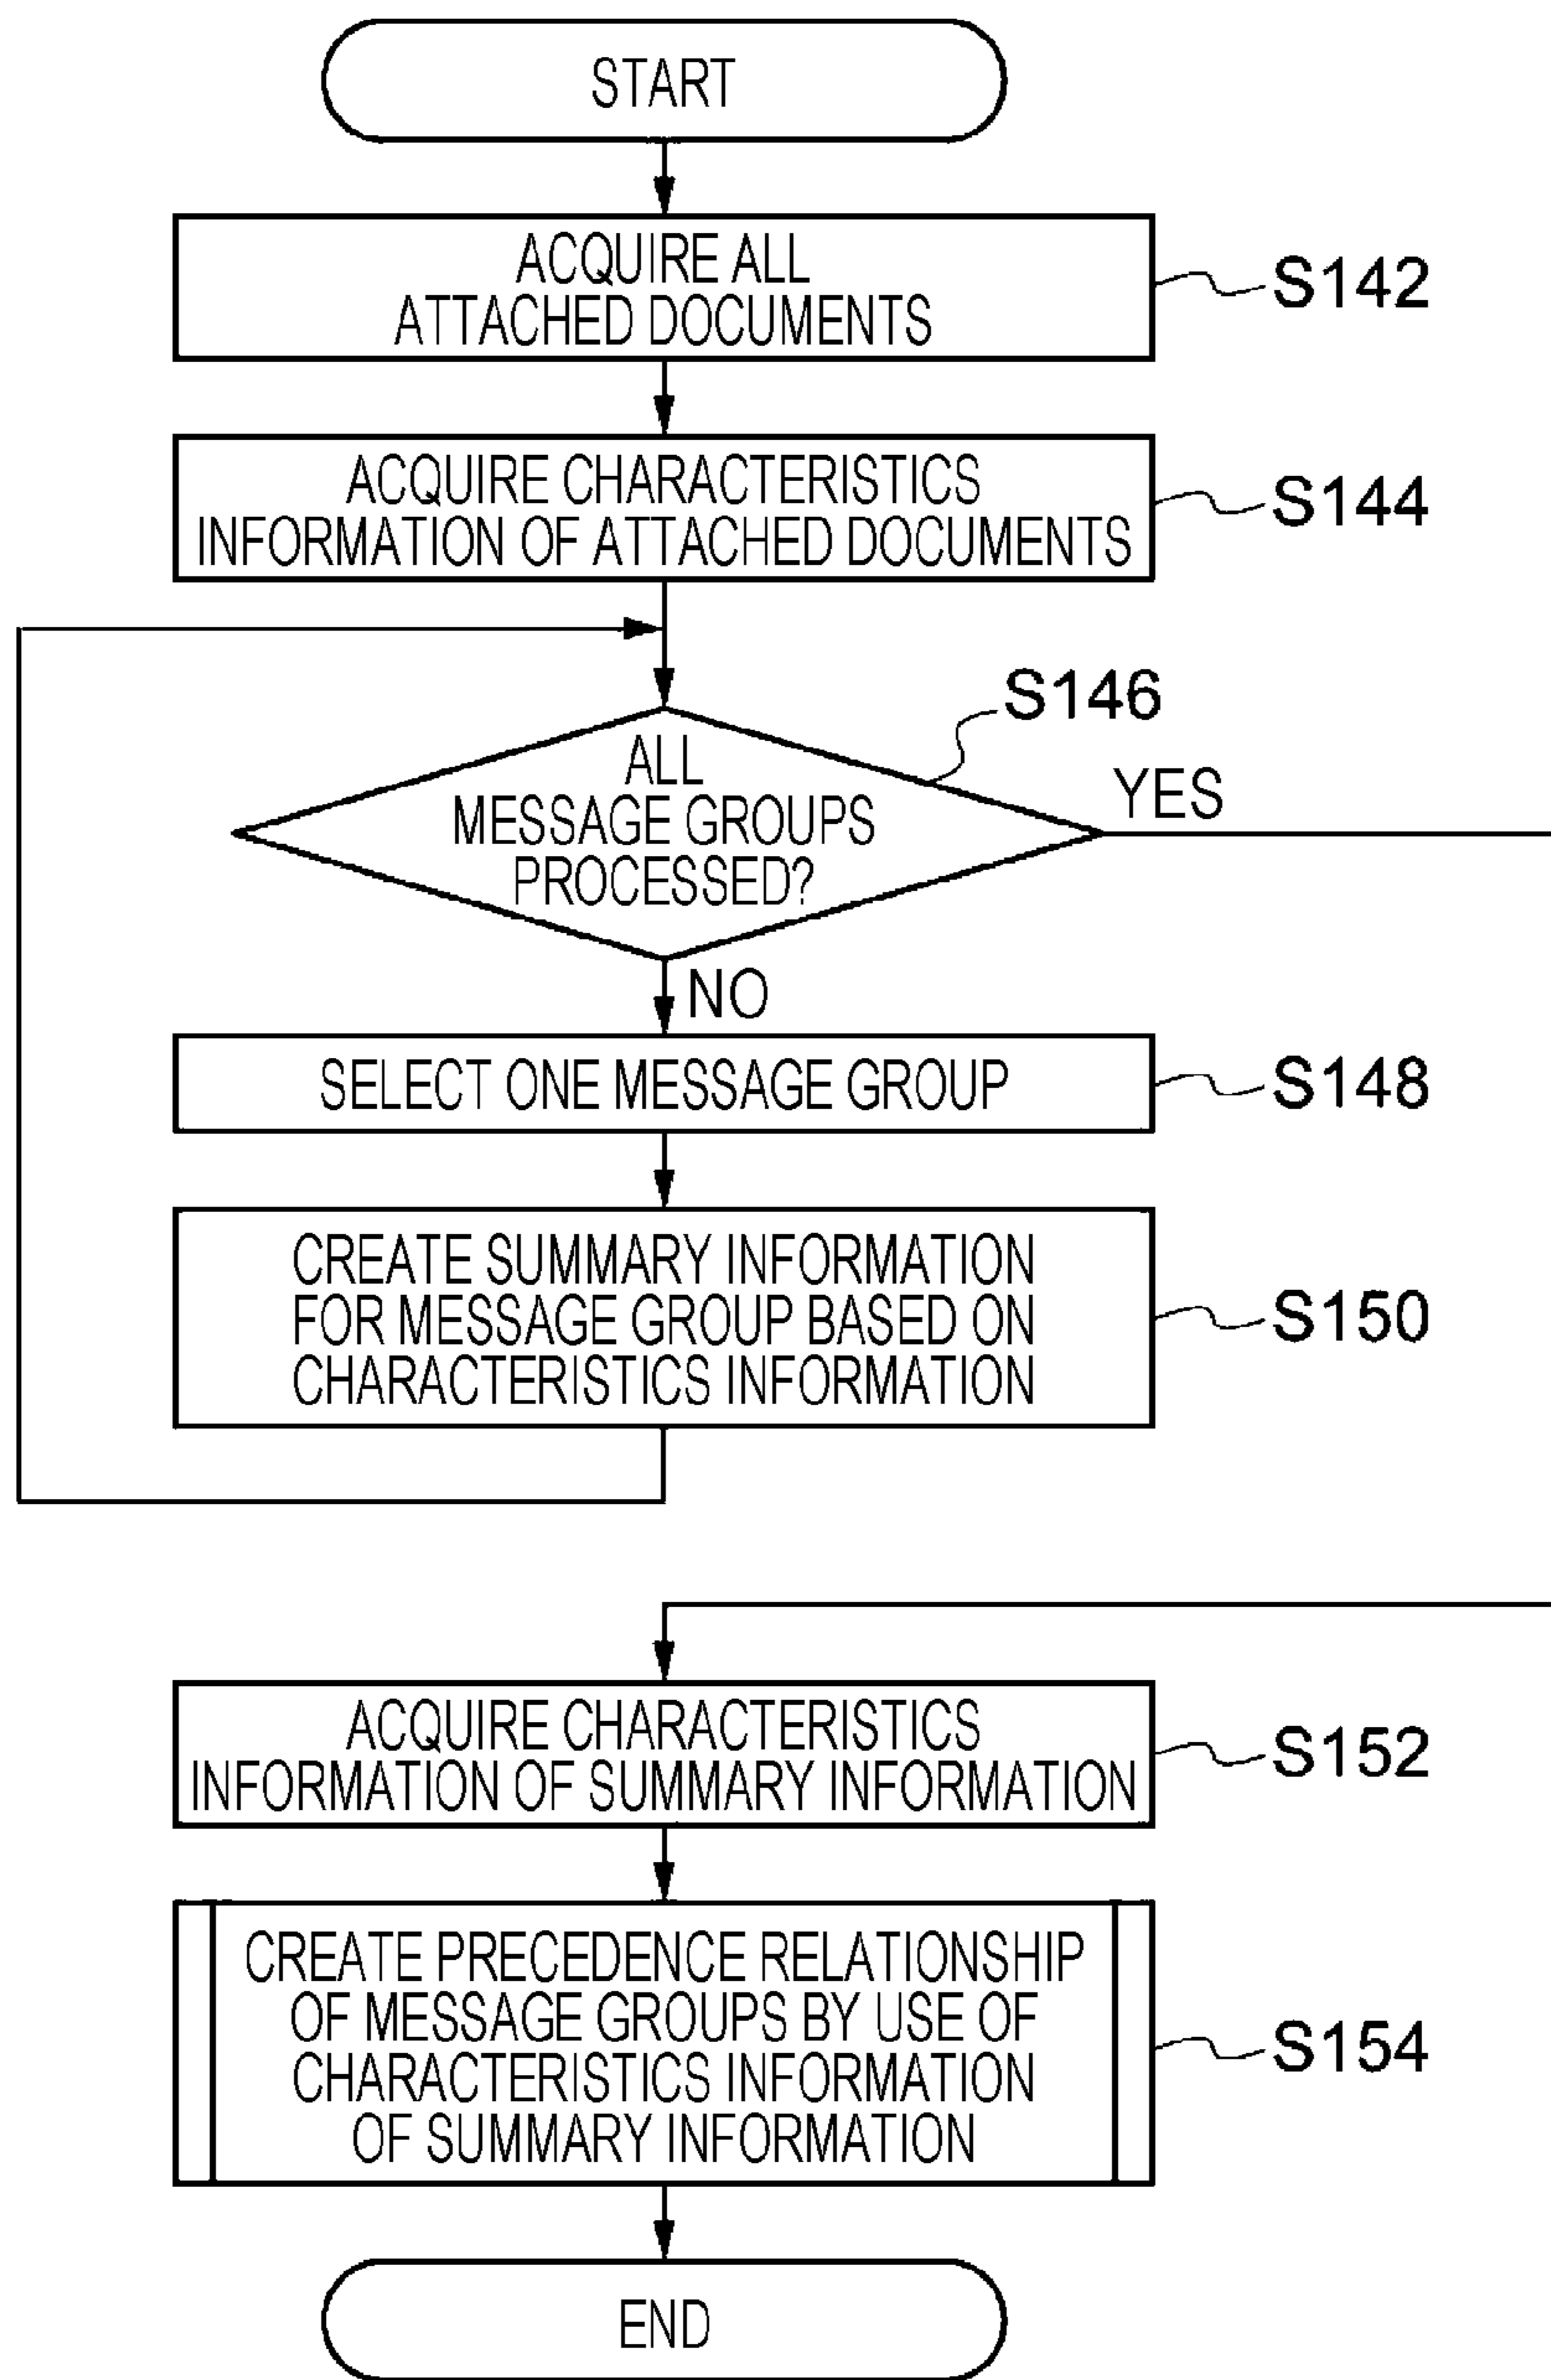 START
ACQUIRE ALL
ATTACHED DOCUMENTS
S142
ACQUIRE CHARACTERISTICS
INFORMATION OF ATTACHED DOCUMENTS
S144
S146
ALL
MESSAGE GROUPS
PROCESSED?
YES
NO
SELECT ONE MESSAGE GROUP
S148
CREATE SUMMARY INFORMATION
FOR MESSAGE GROUP BASED ON
CHARACTERISTICS INFORMATION
S150
ACQUIRE CHARACTERISTICS
INFORMATION OF SUMMARY INFORMATION
S152
CREATE PRECEDENCE RELATIONSHIP
OF MESSAGE GROUPS BY USE OF
CHARACTERISTICS INFORMATION
OF SUMMARY INFORMATION
S154
END